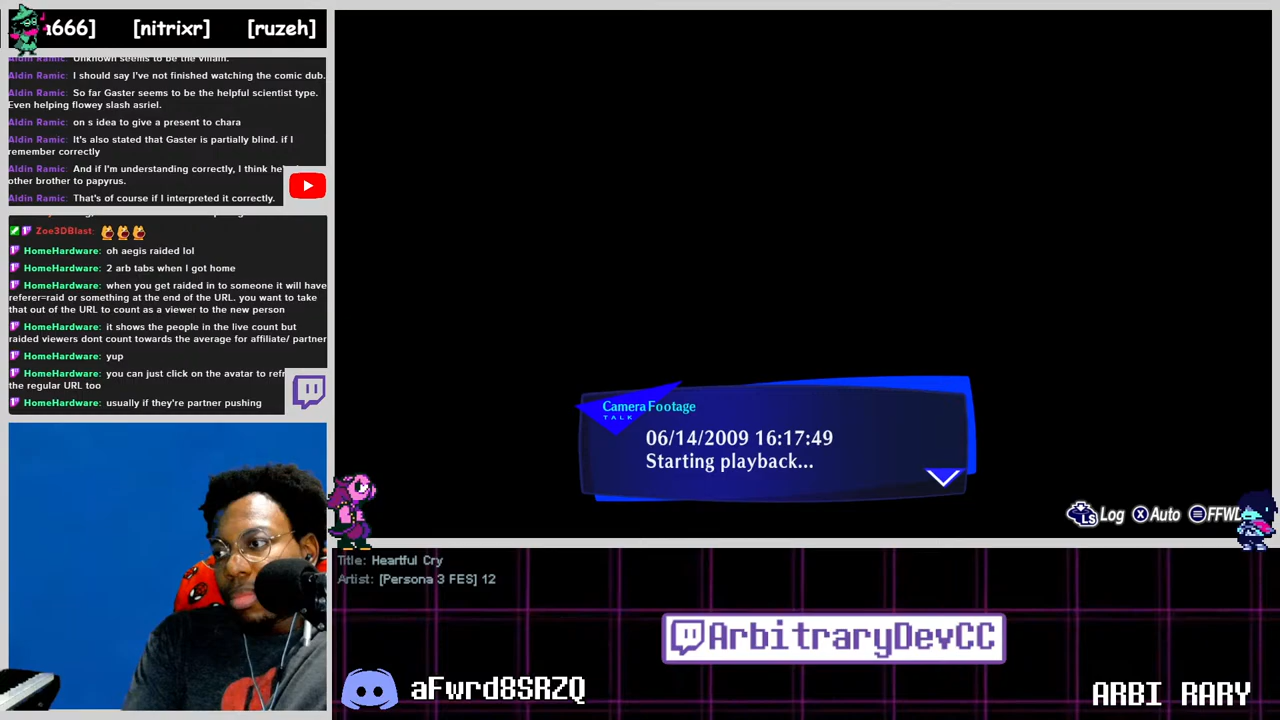 666] [nitrixr] [ruzeh]
Unknown seems to be the villain.
Aldin Ramic: I should say I've not finished watching the comic dub.
Aldin Ramic: So far Gaster seems to be the helpful scientist type.
Even helping flowey slash asriel.
Aldin Ramic: on s idea to give a present to chara
Aldin Ramic: It's also stated that Gaster is partially blind. if I
remember correctly
Aldin Ramic: And if I'm understanding correctly, I think he
other brother to papyrus.
Aldin Ramic: That's of course if I interpreted it correctly.
Zoe3DBlast:
HomeHardware: oh aegis raided lol
HomeHardware: 2 arb tabs when I got home
HomeHardware: when you get raided in to someone it will have
referer=raid or something at the end of the URL. you want to take
that out of the URL to count as a viewer to the new person
HomeHardware: it shows the people in the live count but
raided viewers dont count towards the average for affiliate/ partner
HomeHardware: yup
HomeHardware: you can just click on the avatar to refr
the regular URL too
HomeHardware: usually if they're partner pushing
Camera Footage
TALK
06/14/2009 16:17:49
Starting playback...
LS Log X Auto FFWD
Title: Heartful Cry
Artist: [Persona 3 FES] 12
ArbitraryDevCC
aFwrd8SRZQ
ARBI RARY